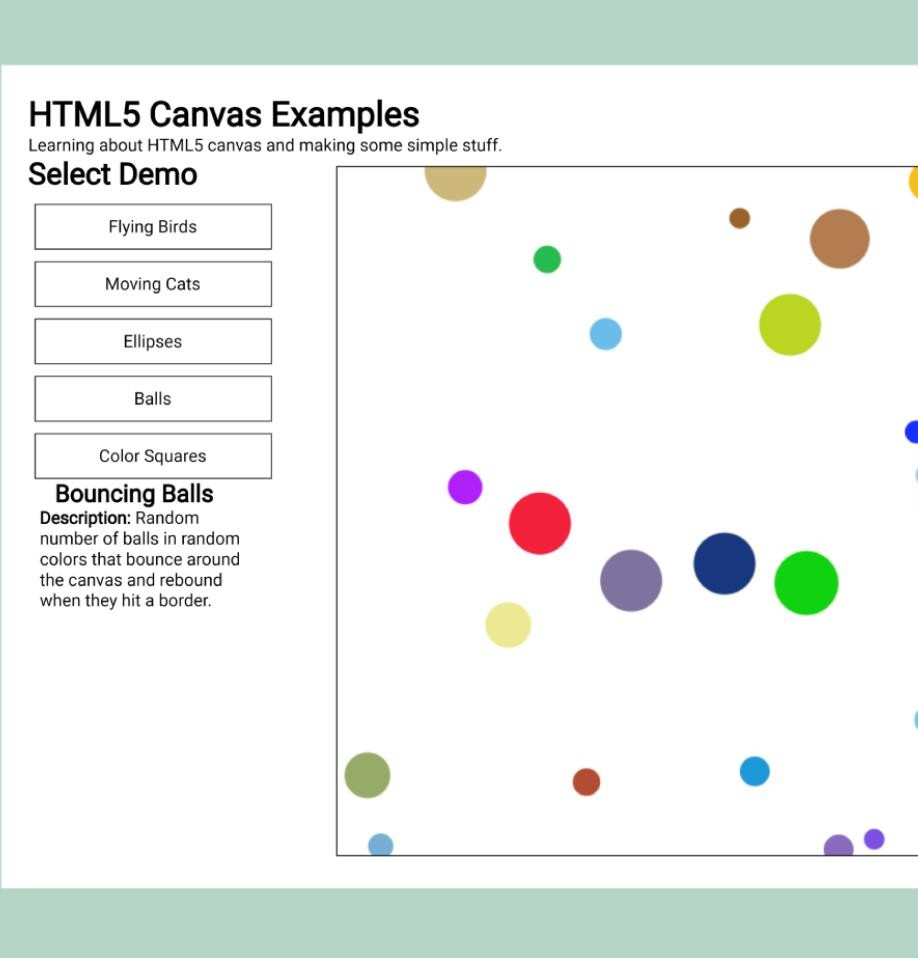 HTML5 Canvas Examples
Learning about HTML5 canvas and making some simple stuff.
Select Demo
Flying Birds
Moving Cats
Ellipses
Balls
Color Squares
Bouncing Balls
Description: Random
number of balls in random
colors that bounce around
the canvas and rebound
when they hit a border.